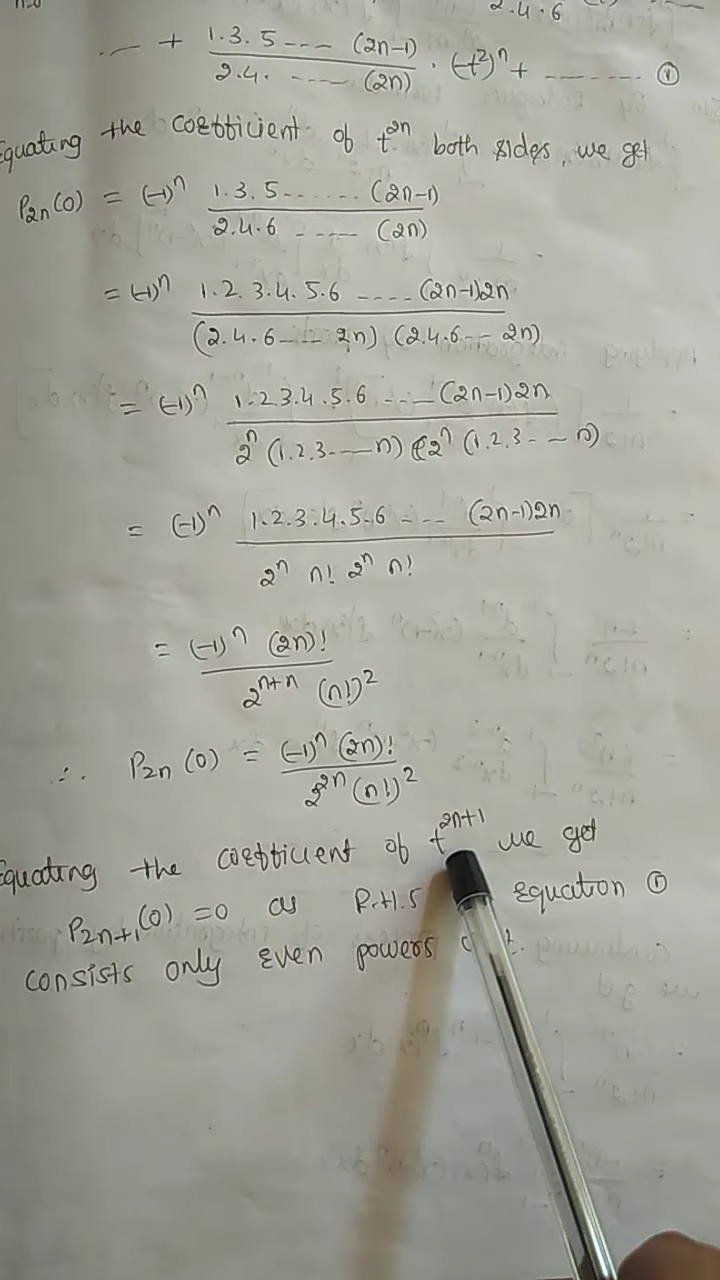 2.4.6
.... + 1.3.5---- (2n-1) / 2.4. ------ (2n) . (-t²)ⁿ + -------- ①
Equating the coefficient of t²ⁿ both sides, we get
P₂ₙ(0) = (-1)ⁿ 1.3.5....... (2n-1) / 2.4.6 ----- (2n)
= (-1)ⁿ 1.2.3.4.5.6 ---- (2n-1)2n / (2.4.6--- 2n) (2.4.6-- 2n)
= (-1)ⁿ 1.2.3.4.5.6 ---- (2n-1)2n / 2ⁿ (1.2.3---n) 2ⁿ (1.2.3-- n)
= (-1)ⁿ 1.2.3.4.5.6 ---- (2n-1)2n / 2ⁿ n! 2ⁿ n!
= (-1)ⁿ (2n)! / 2ⁿ⁺ⁿ (n!)²
∴ P₂ₙ(0) = (-1)ⁿ (2n)! / 2²ⁿ (n!)²
Equating the coefficient of t²ⁿ⁺¹ we get
P₂ₙ₊₁(0) = 0 as R.H.S equation ①
consists only even powers